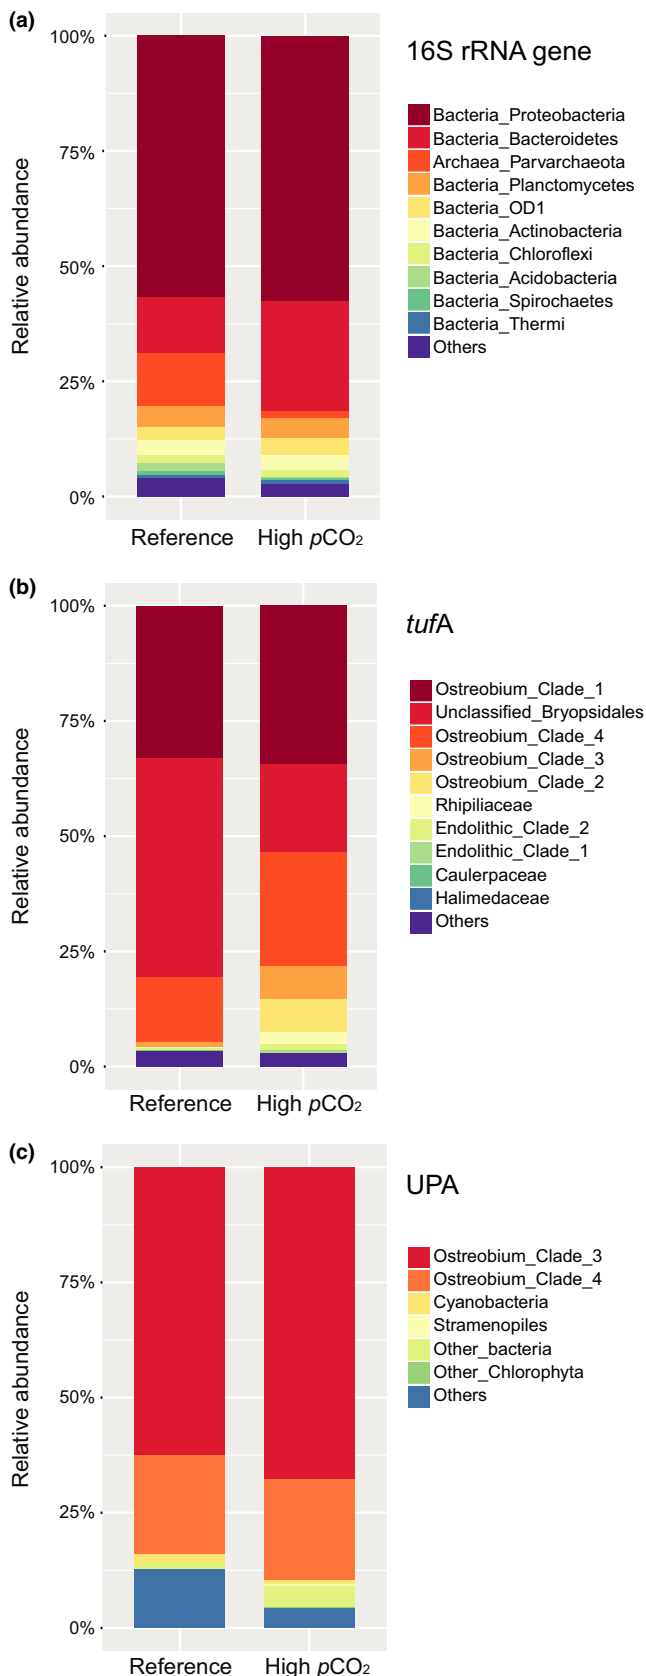 (a)
16S rRNA gene
Relative abundance
100%
75%
50%
25%
0%
Reference
High pCO2
Bacteria_Proteobacteria
Bacteria_Bacteroidetes
Archaea_Parvarchaeota
Bacteria_Planctomycetes
Bacteria_OD1
Bacteria_Actinobacteria
Bacteria_Chloroflexi
Bacteria_Acidobacteria
Bacteria_Spirochaetes
Bacteria_Thermi
Others
(b)
tufA
Relative abundance
100%
75%
50%
25%
0%
Reference
High pCO2
Ostreobium_Clade_1
Unclassified_Bryopsidales
Ostreobium_Clade_4
Ostreobium_Clade_3
Ostreobium_Clade_2
Rhipiliaceae
Endolithic_Clade_2
Endolithic_Clade_1
Caulerpaceae
Halimedaceae
Others
(c)
UPA
Relative abundance
100%
75%
50%
25%
0%
Reference
High pCO2
Ostreobium_Clade_3
Ostreobium_Clade_4
Cyanobacteria
Stramenopiles
Other_bacteria
Other_Chlorophyta
Others